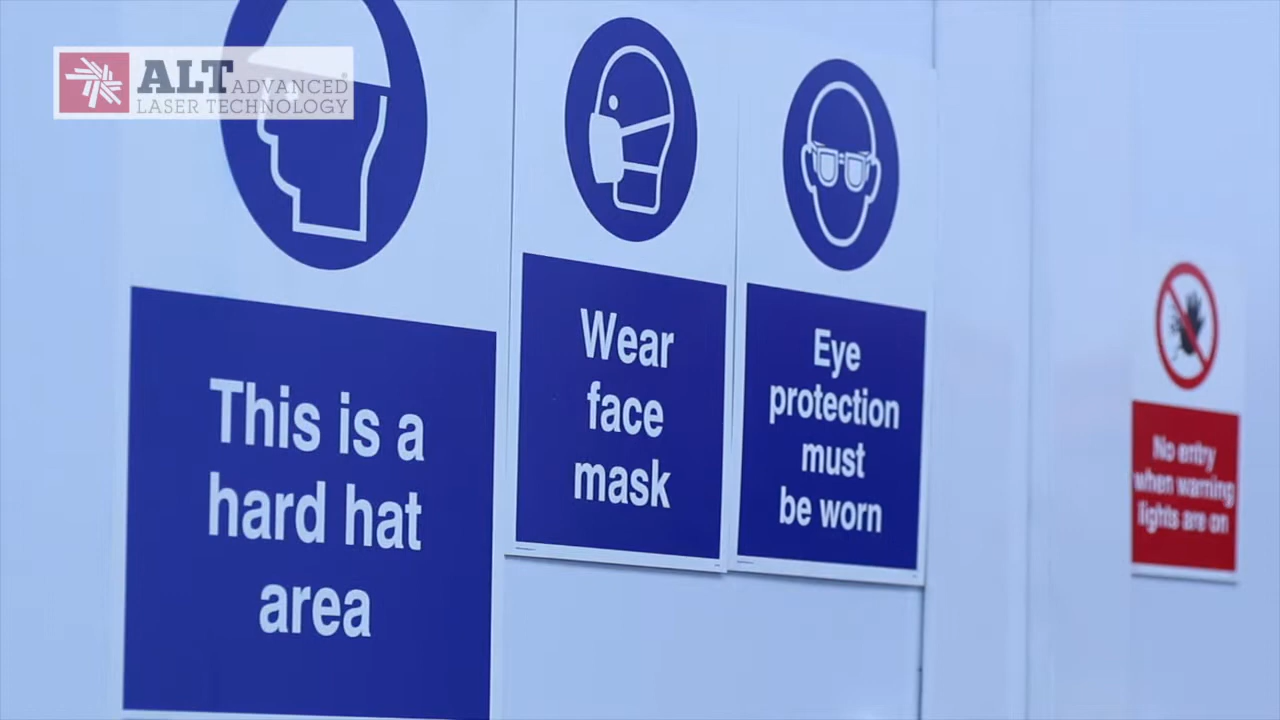 ALT ADVANCED
LASER TECHNOLOGY
This is a
hard hat
area
Wear
face
mask
Eye
protection
must
be worn
No entry
when warning
lights are on